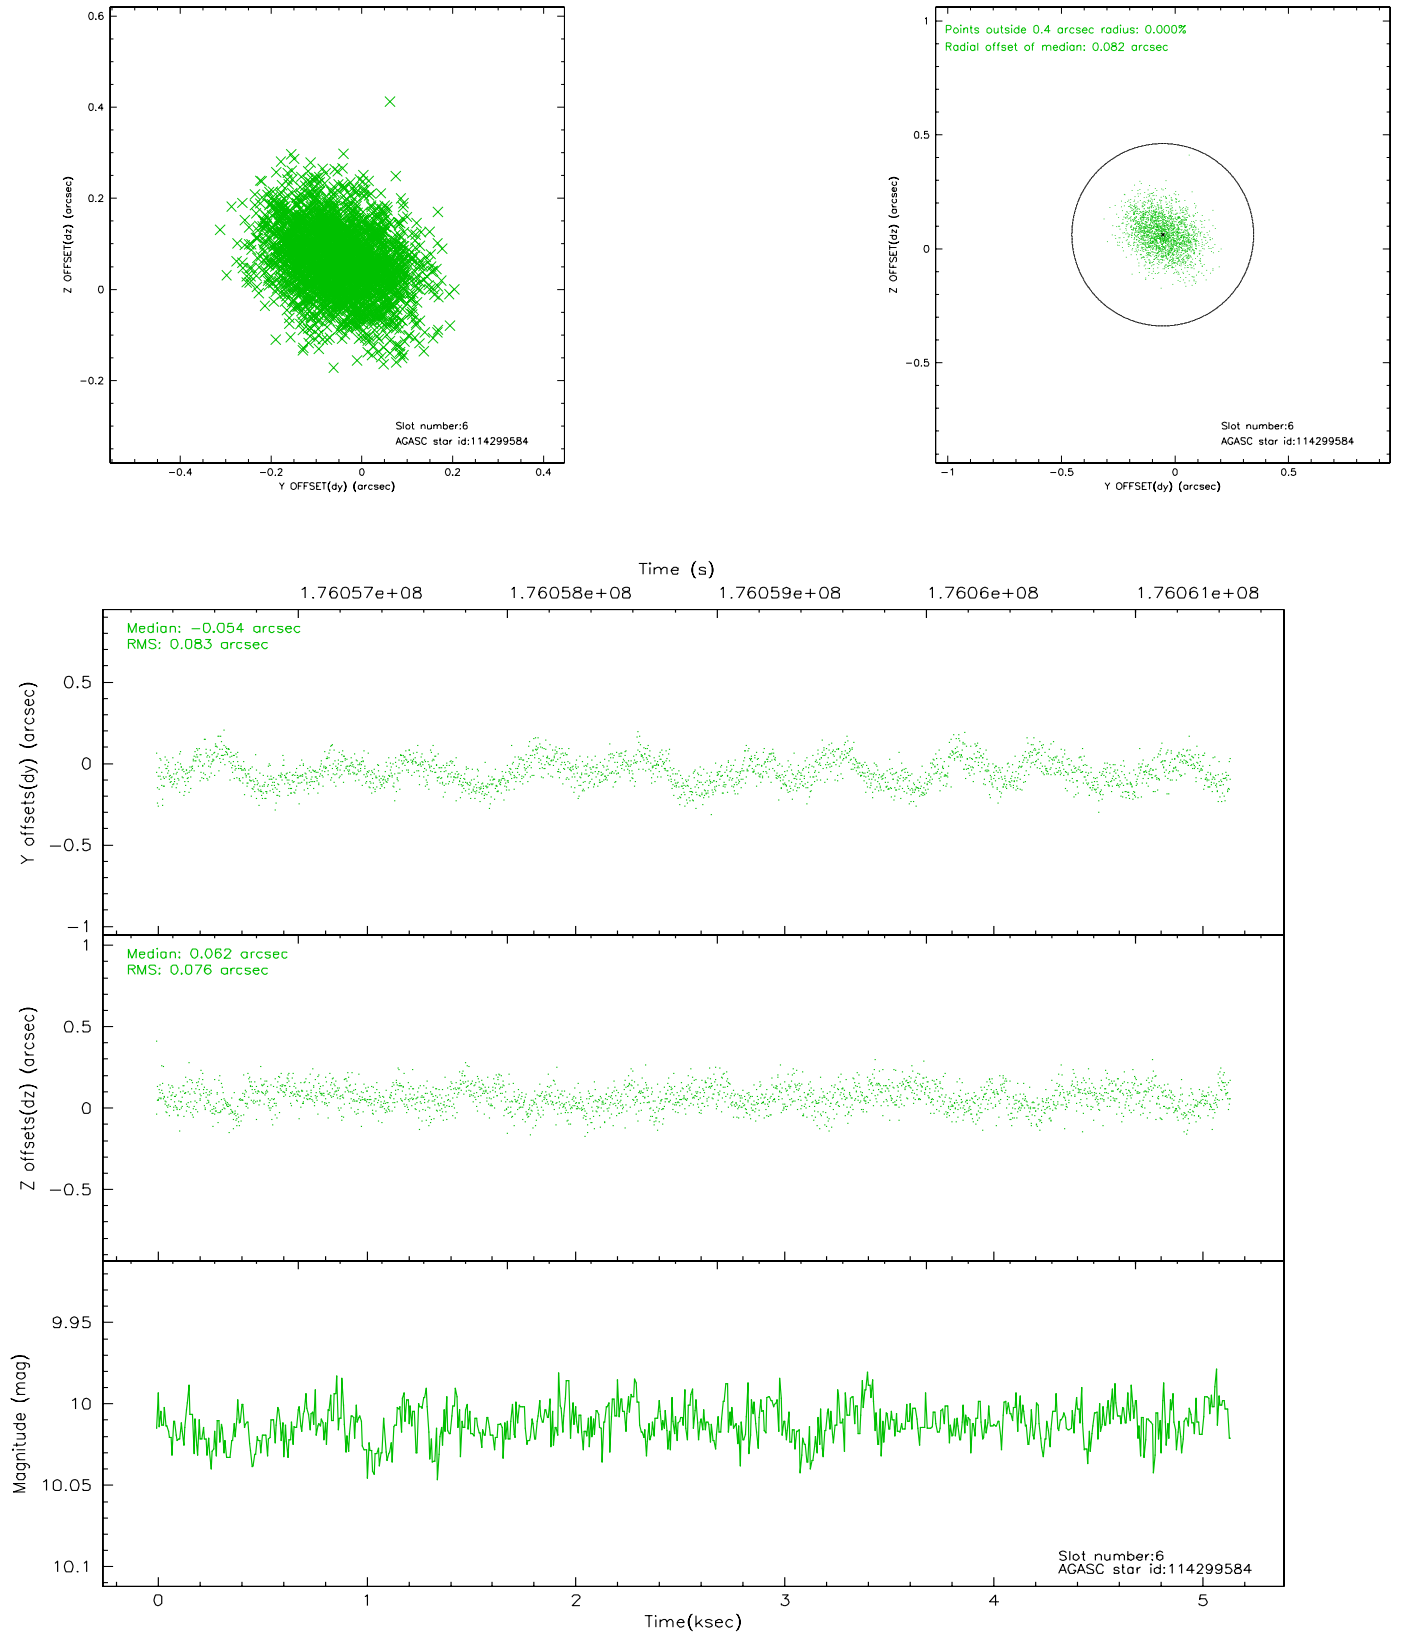 0.6
0.4
0.2
0
−0.2
Z OFFSET(dz) (arcsec)
−0.4 −0.2 0 0.2 0.4
Y OFFSET(dy) (arcsec)
Slot number:6
AGASC star id:114299584
Points outside 0.4 arcsec radius: 0.000%
Radial offset of median: 0.082 arcsec
1
0.5
0
−0.5
Z OFFSET(dz) (arcsec)
−1 −0.5 0 0.5
Y OFFSET(dy) (arcsec)
Slot number:6
AGASC star id:114299584
Time (s)
1.76057e+08 1.76058e+08 1.76059e+08 1.7606e+08 1.76061e+08
Median: −0.054 arcsec
RMS: 0.083 arcsec
0.5
0
−0.5
−1
Y offsets(dy) (arcsec)
Median: 0.062 arcsec
RMS: 0.076 arcsec
1
0.5
0
−0.5
Z offsets(dz) (arcsec)
9.95
10
10.05
10.1
Magnitude (mag)
Slot number:6
AGASC star id:114299584
0 1 2 3 4 5
Time(ksec)